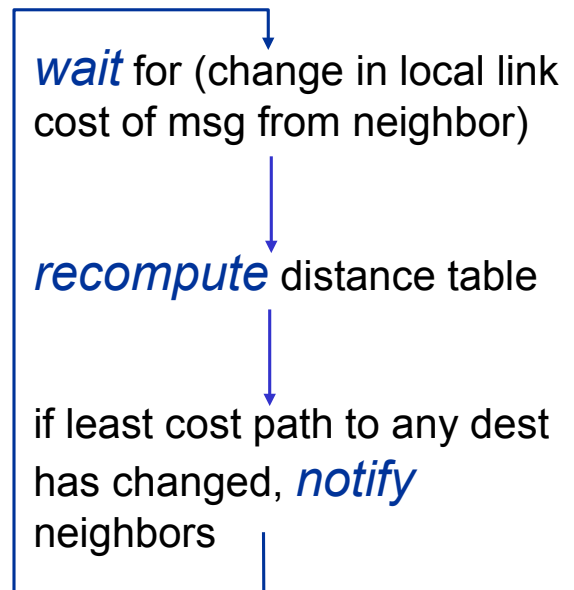 wait for (change in local link
cost of msg from neighbor)
recompute distance table
if least cost path to any dest
has changed, notify
neighbors